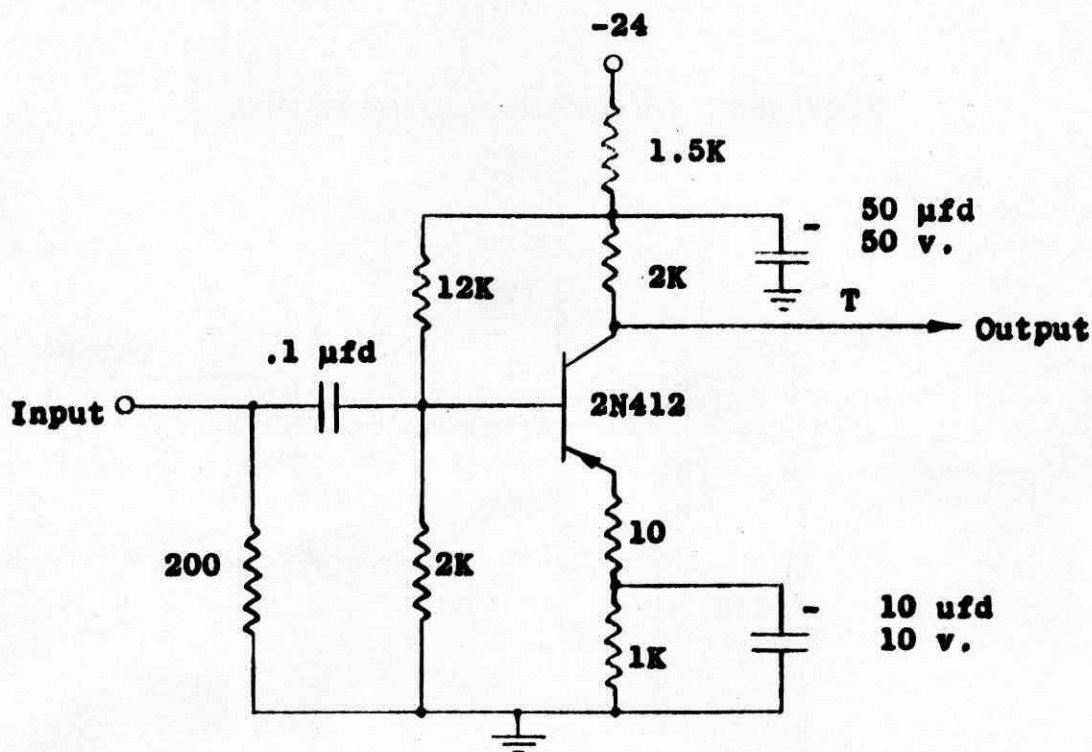 -24
1.5K
50 µfd
50 v.
12K
2K
T
Output
.1 µfd
Input
2N412
200
2K
10
10 ufd
10 v.
1K